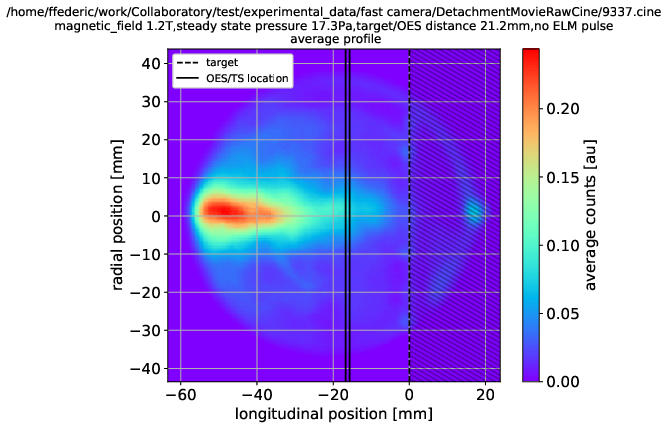 /home/ffederic/work/Collaboratory/test/experimental_data/fast camera/DetachmentMovieRawCine/9337.cine
magnetic_field 1.2T,steady state pressure 17.3Pa,target/OES distance 21.2mm,no ELM pulse
average profile
target
OES/TS location
40
30
20
10
0
−10
−20
−30
−40
radial position [mm]
−60
−40
−20
0
20
longitudinal position [mm]
0.20
0.15
0.10
0.05
0.00
average counts [au]